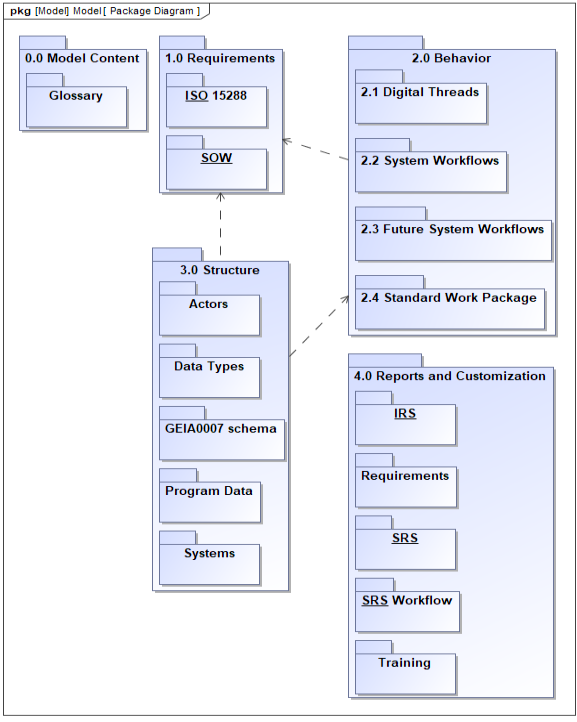 pkg [Model] Model [ Package Diagram ]
0.0 Model Content
Glossary
1.0 Requirements
ISO 15288
SOW
2.0 Behavior
2.1 Digital Threads
2.2 System Workflows
2.3 Future System Workflows
2.4 Standard Work Package
3.0 Structure
Actors
Data Types
GEIA0007 schema
Program Data
Systems
4.0 Reports and Customization
IRS
Requirements
SRS
SRS Workflow
Training